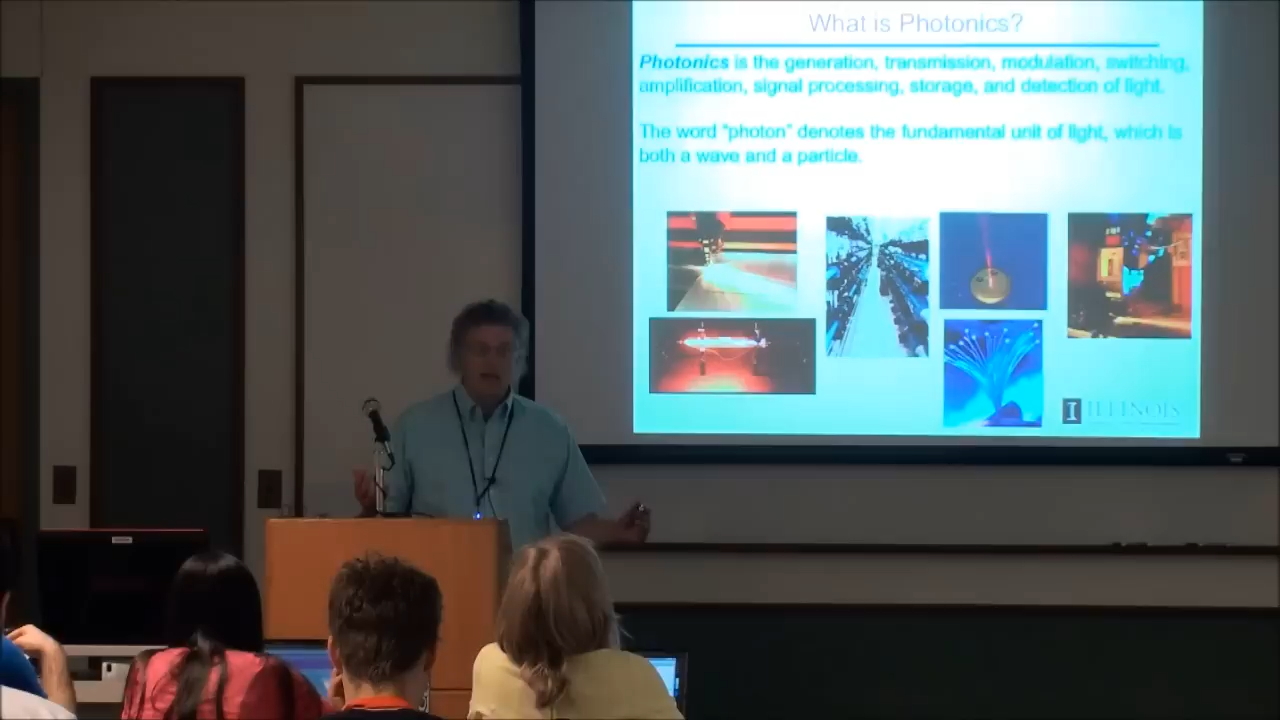 What is Photonics?
Photonics is the generation, transmission, modulation, switching,
amplification, signal processing, storage, and detection of light.
The word "photon" denotes the fundamental unit of light, which is
both a wave and a particle.
I ILLINOIS